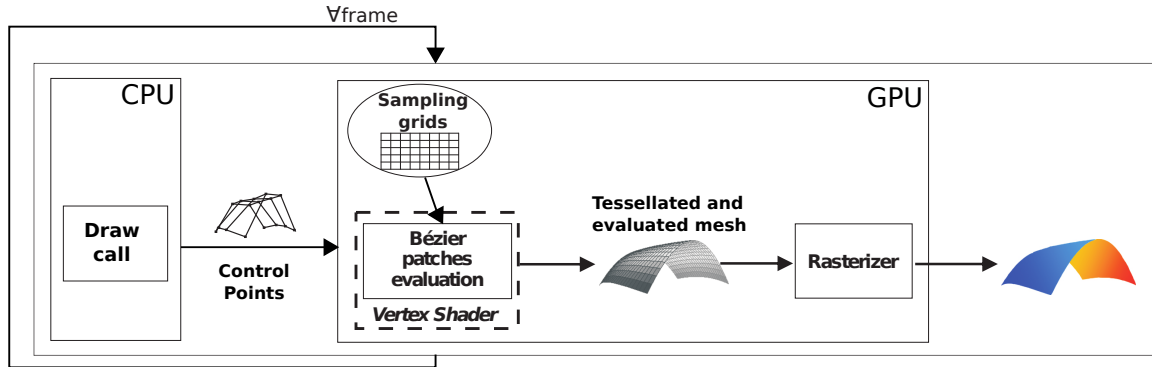 ∀frame
CPU
GPU
Sampling
grids
Draw
call
Control
Points
Bézier
patches
evaluation
Vertex Shader
Tessellated and
evaluated mesh
Rasterizer